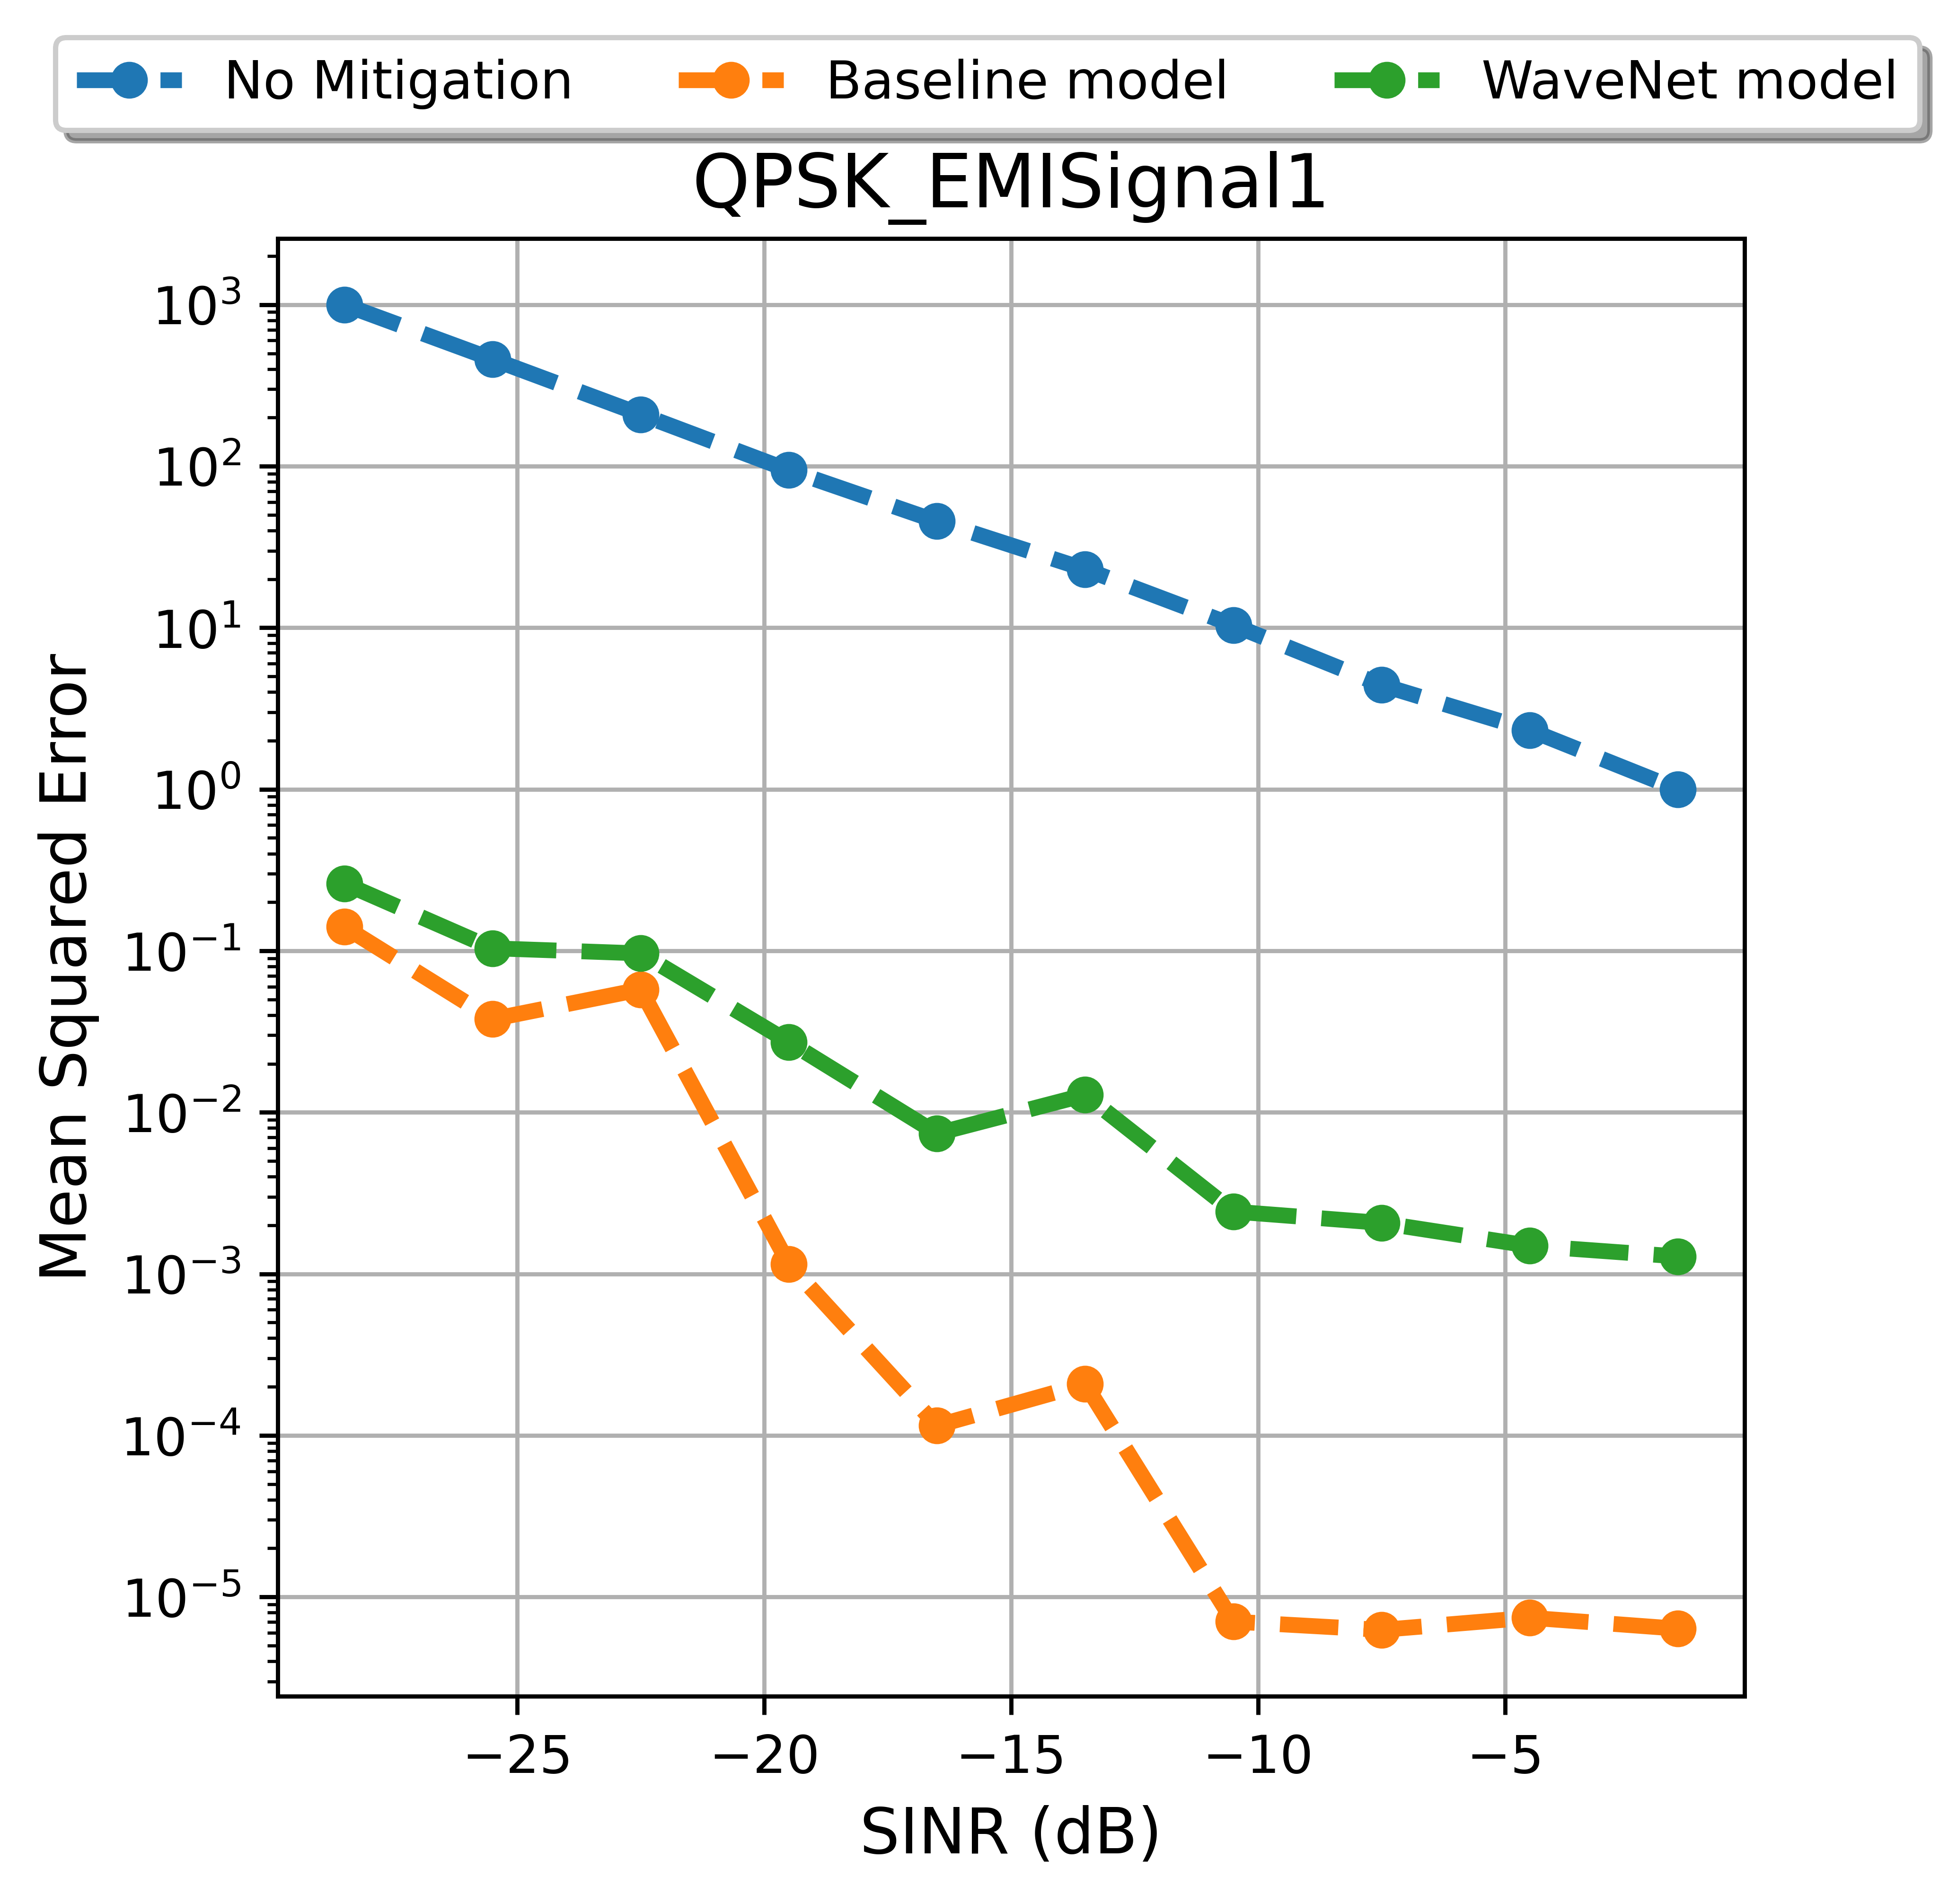 No Mitigation Baseline model WaveNet model
QPSK_EMISignal1
Mean Squared Error
10³
10²
10¹
10⁰
10⁻¹
10⁻²
10⁻³
10⁻⁴
10⁻⁵
−25 −20 −15 −10 −5
SINR (dB)